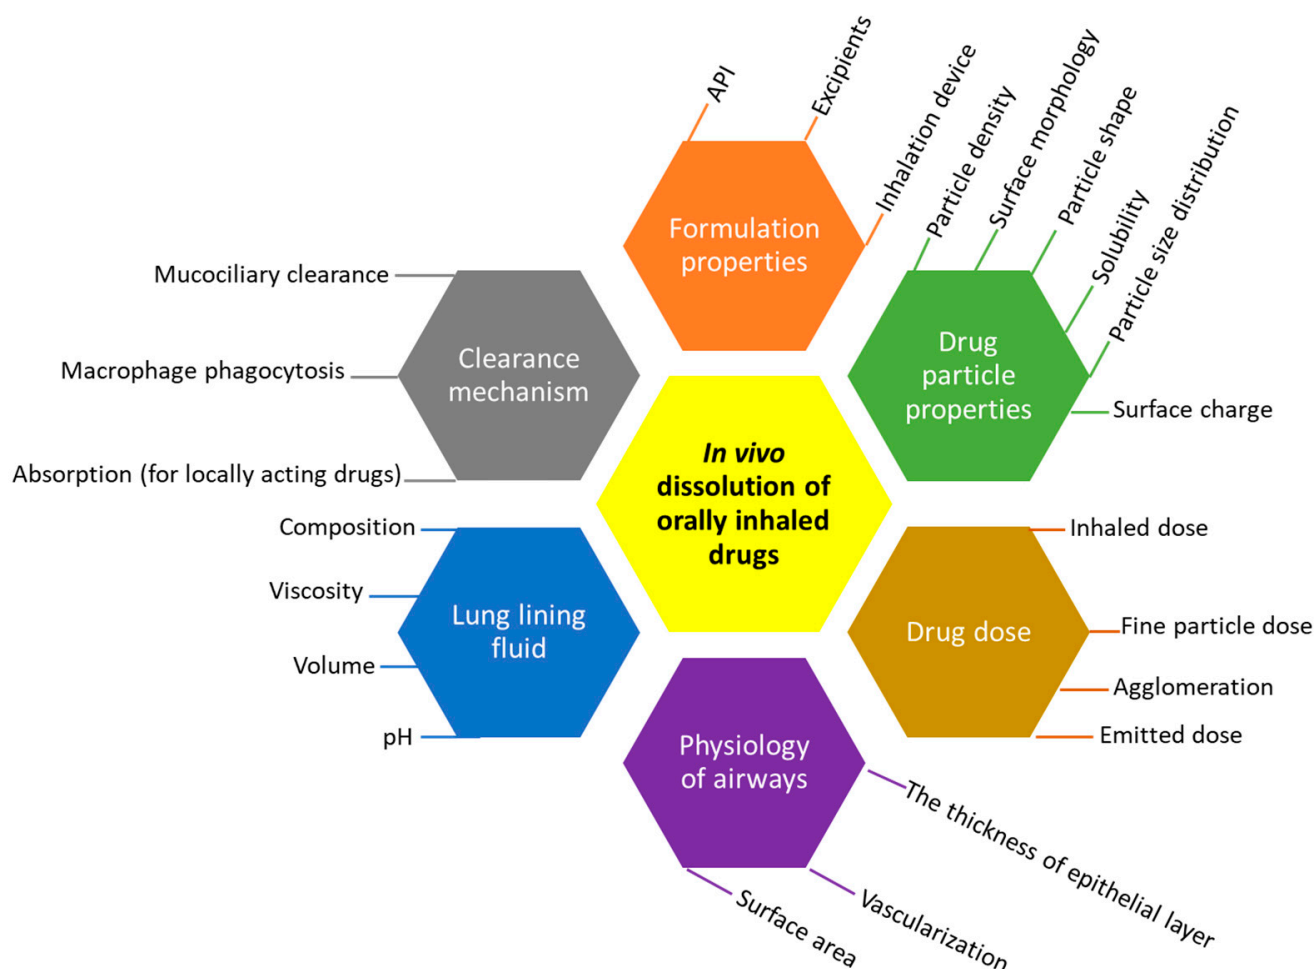 API
Excipients
Inhalation device
Formulation
properties
Particle density
Surface morphology
Particle shape
Solubility
Particle size distribution
Surface charge
Drug
particle
properties
Mucociliary clearance
Macrophage phagocytosis
Absorption (for locally acting drugs)
Clearance
mechanism
In vivo
dissolution of
orally inhaled
drugs
Composition
Viscosity
Volume
pH
Lung lining
fluid
Inhaled dose
Fine particle dose
Agglomeration
Emitted dose
Drug dose
Physiology
of airways
The thickness of epithelial layer
Vascularization
Surface area